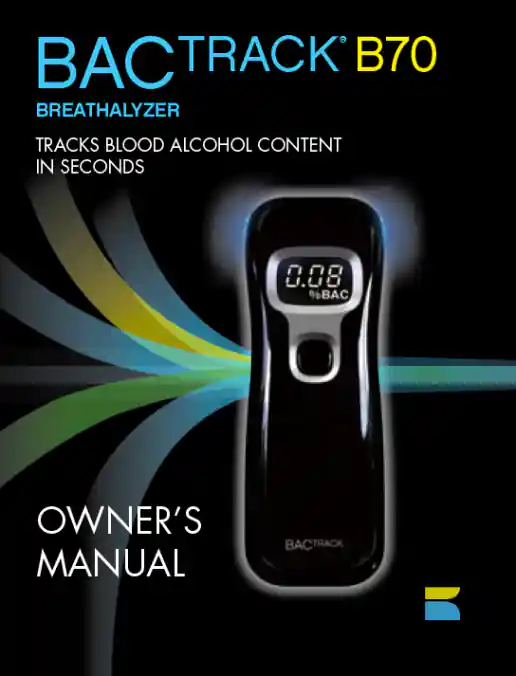 BACTRACK® B70
BREATHALYZER
TRACKS BLOOD ALCOHOL CONTENT
IN SECONDS
0.08
%BAC
OWNER'S
MANUAL
BACTRACK